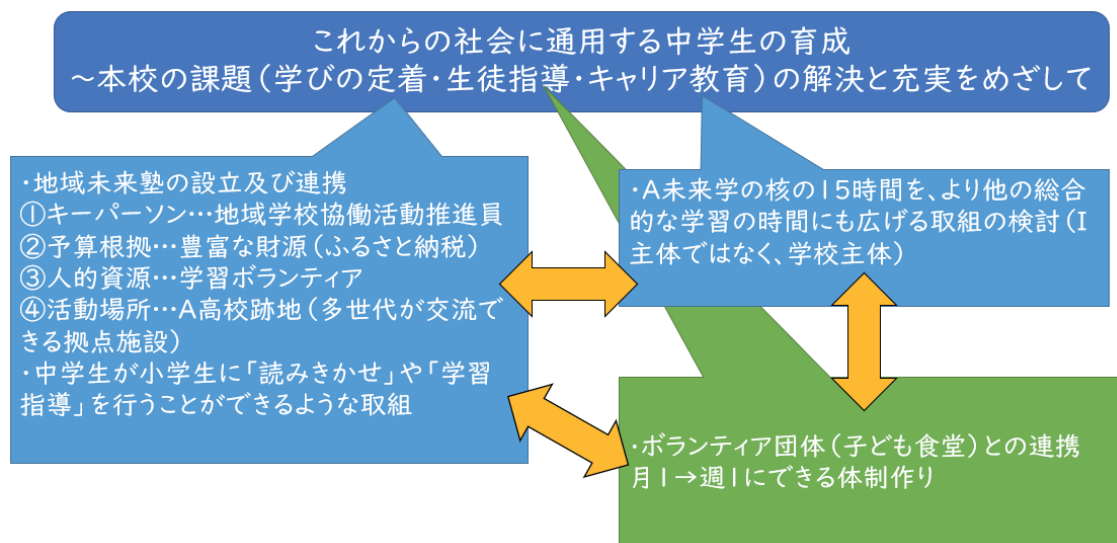 これからの社会に通用する中学生の育成
～本校の課題（学びの定着・生徒指導・キャリア教育）の解決と充実をめざして
・地域未来塾の設立及び連携
①キーパーソン…地域学校協働活動推進員
②予算根拠…豊富な財源（ふるさと納税）
③人的資源…学習ボランティア
④活動場所…A高校跡地（多世代が交流で
きる拠点施設）
・中学生が小学生に「読みきかせ」や「学習
指導」を行うことができるような取組
・A未来学の核の15時間を、より他の総合
的な学習の時間にも広げる取組の検討（I
主体ではなく、学校主体）
・ボランティア団体（子ども食堂）との連携
月1→週1にできる体制作り